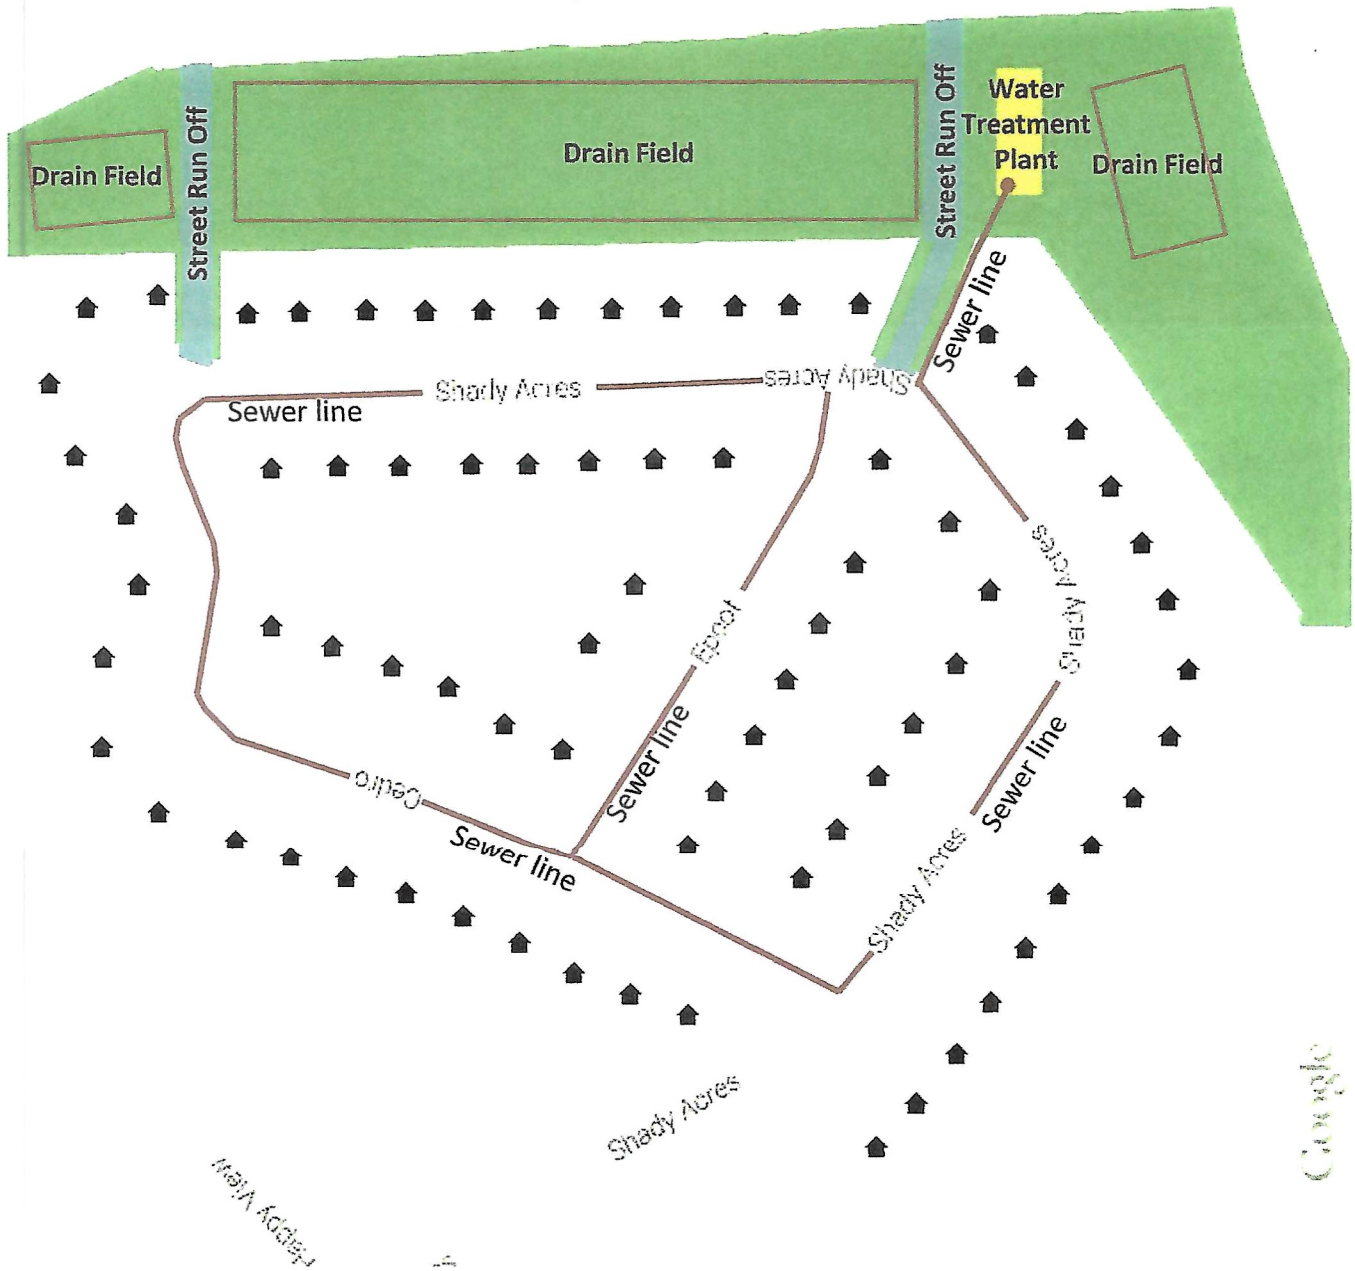 Street Run Off
Water
Treatment
Plant
Drain Field
Drain Field
Street Run Off
Drain Field
Sewer line
Shady Acres
Shady Acres
Sewer line
Shady Acres
Eppot
Sewer line
Sewer line
Cedro
Sewer line
Shady Acres
Shady Acres
Happy View
Google